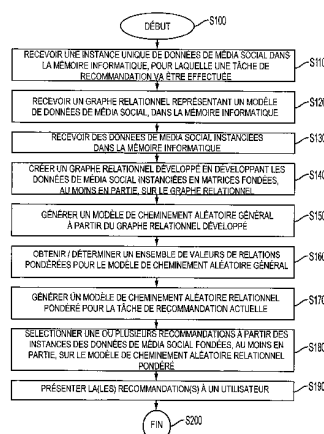 DÉBUT
S100
RECEVOIR UNE INSTANCE UNIQUE DE DONNÉES DE MÉDIA SOCIAL DANS
LA MÉMOIRE INFORMATIQUE, POUR LAQUELLE UNE TÂCHE DE
RECOMMANDATION VA ÊTRE EFFECTUÉE
S110
RECEVOIR UN GRAPHE RELATIONNEL REPRÉSENTANT UN MODÈLE
DE DONNÉES DE MÉDIA SOCIAL, DANS LA MÉMOIRE INFORMATIQUE
S120
RECEVOIR DES DONNÉES DE MÉDIA SOCIAL INSTANCIÉES
DANS LA MÉMOIRE INFORMATIQUE
S130
CRÉER UN GRAPHE RELATIONNEL DÉVELOPPÉ EN DÉVELOPPANT LES
DONNÉES DE MÉDIA SOCIAL INSTANCIÉES EN MATRICES FONDÉES,
AU MOINS EN PARTIE, SUR LE GRAPHE RELATIONNEL
S140
GÉNÉRER UN MODÈLE DE CHEMINEMENT ALÉATOIRE GÉNÉRAL
À PARTIR DU GRAPHE RELATIONNEL DÉVELOPPÉ
S150
OBTENIR / DÉTERMINER UN ENSEMBLE DE VALEURS DE RELATIONS
PONDÉRÉES POUR LE MODÈLE DE CHEMINEMENT ALÉATOIRE GÉNÉRAL
S160
GÉNÉRER UN MODÈLE DE CHEMINEMENT ALÉATOIRE RELATIONNEL
PONDÉRÉ POUR LA TÂCHE DE RECOMMANDATION ACTUELLE
S170
SÉLECTIONNER UNE OU PLUSIEURS RECOMMANDATIONS À PARTIR DES
INSTANCES DES DONNÉES DE MÉDIA SOCIAL FONDÉES, AU MOINS EN
PARTIE, SUR LE MODÈLE DE CHEMINEMENT ALÉATOIRE RELATIONNEL
PONDÉRÉ
S180
PRÉSENTER LA(LES) RECOMMANDATION(S) À UN UTILISATEUR
S190
FIN
S200